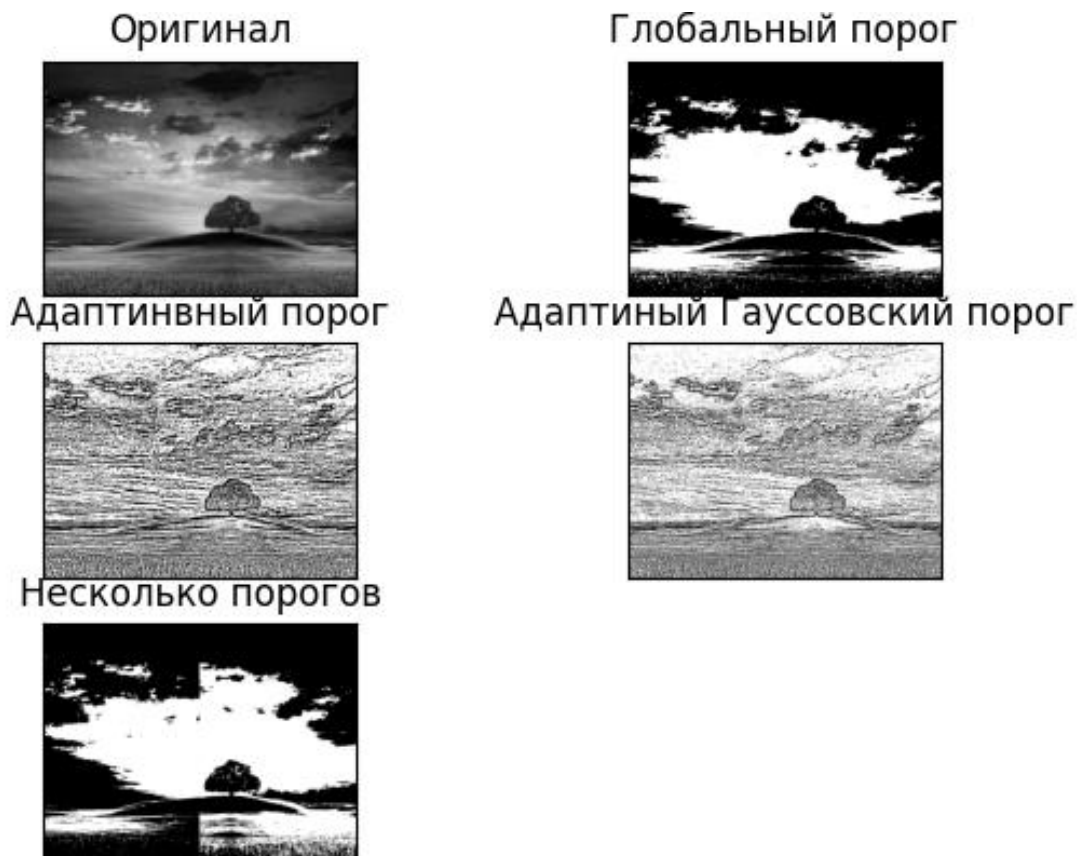 Оригинал
Глобальный порог
Адаптинвный порог
Адаптиный Гауссовский порог
Несколько порогов